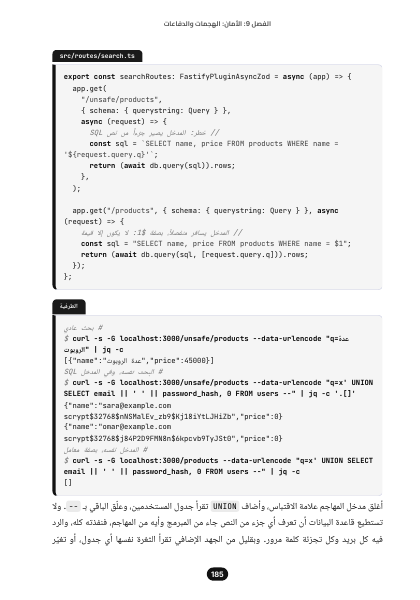 الفصل 9: الأمان: الهجمات والدفاعات
src/routes/search.ts
export const searchRoutes: FastifyPluginAsyncZod = async (app) => {
app.get(
"/unsafe/products",
{ schema: { querystring: Query } },
async (request) => {
// خطر: المدخل يصير جزءاً من نص SQL
const sql = `SELECT name, price FROM products WHERE name =
'${request.query.q}'`;
return (await db.query(sql)).rows;
},
);
app.get("/products", { schema: { querystring: Query } }, async
(request) => {
// المدخل يسافر منفصلاً، بصفة $1: لا يكون إلا قيمة
const sql = "SELECT name, price FROM products WHERE name = $1";
return (await db.query(sql, [request.query.q])).rows;
});
};
الطرفية
# بحث عادي
$ curl -s -G localhost:3000/unsafe/products --data-urlencode "q=عدة
الروبوت" | jq -c
[{"name":"عدة الروبوت","price":45000}]
# البحث نفسه، وفي المدخل SQL
$ curl -s -G localhost:3000/unsafe/products --data-urlencode "q=x' UNION
SELECT email || ' ' || password_hash, 0 FROM users --" | jq -c '.[]'
{"name":"sara@example.com
scrypt$32768$nNSMalEv_zb9$Kj18iYtLJHiZb","price":0}
{"name":"omar@example.com
scrypt$32768$j84P2D9FMN8n$6kpcvb9TyJSt0","price":0}
# المدخل نفسه، بصفة معامل
$ curl -s -G localhost:3000/products --data-urlencode "q=x' UNION SELECT
email || ' ' || password_hash, 0 FROM users --" | jq -c
[]
أغلق مدخل المهاجم علامة الاقتباس، وأضاف UNION تقرأ جدول المستخدمين، وعلّق الباقي بـ --. ولا
تستطيع قاعدة البيانات أن تعرف أي جزء من النص جاء من المبرمج وأيه من المهاجم، فنفذته كله، والرد
فيه كل بريد وكل تجزئة كلمة مرور. وبقليل من الجهد الإضافي تقرأ الثغرة نفسها أي جدول، أو تغيّر
185